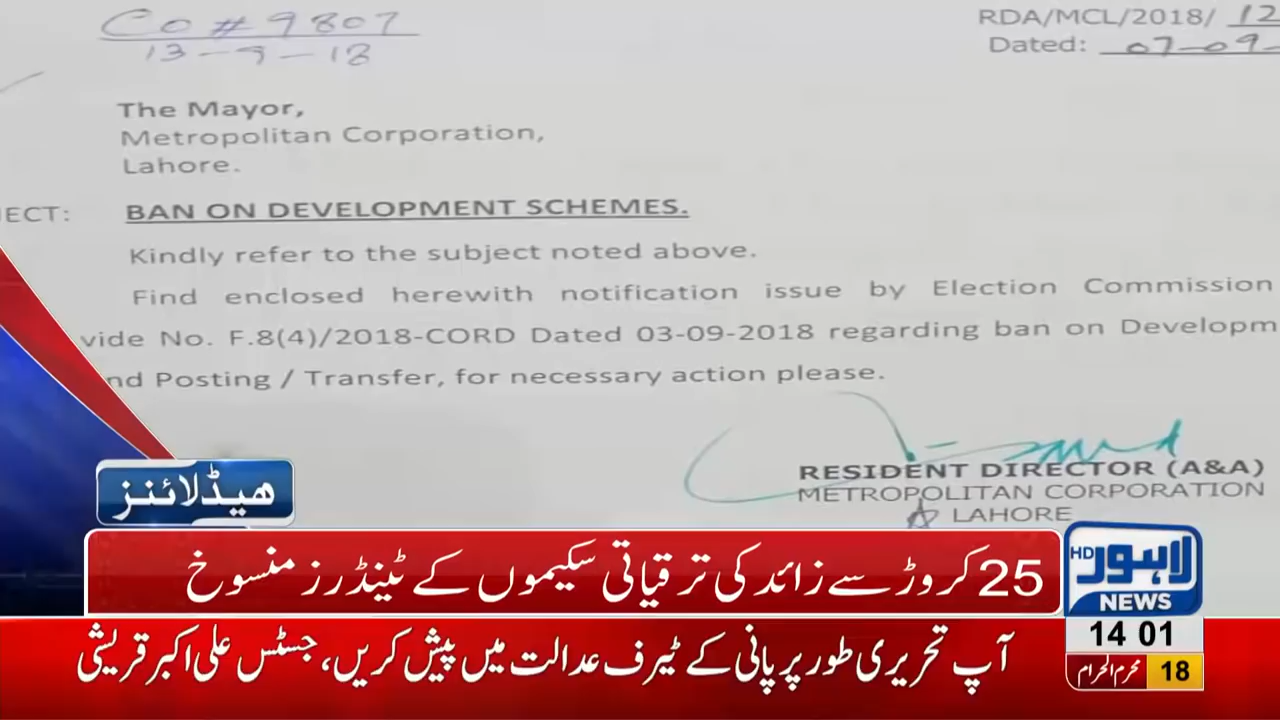 Co # 9807
13-9-18
RDA/MCL/2018/ 12
Dated: 07-09-
The Mayor,
Metropolitan Corporation,
Lahore.
JECT: BAN ON DEVELOPMENT SCHEMES.
Kindly refer to the subject noted above.
Find enclosed herewith notification issue by Election Commission
vide No. F.8(4)/2018-CORD Dated 03-09-2018 regarding ban on Developm
nd Posting / Transfer, for necessary action please.
RESIDENT DIRECTOR (A&A)
METROPOLITAN CORPORATION
LAHORE
ہیڈلائنز
25 کروڑ سے زائد کی ترقیاتی سکیموں کے ٹینڈرز منسوخ
HD لاہور
NEWS
14 01
آپ تحریری طور پر پانی کے ٹیرف عدالت میں پیش کریں، جسٹس علی اکبر قریشی
18 محرم الحرام